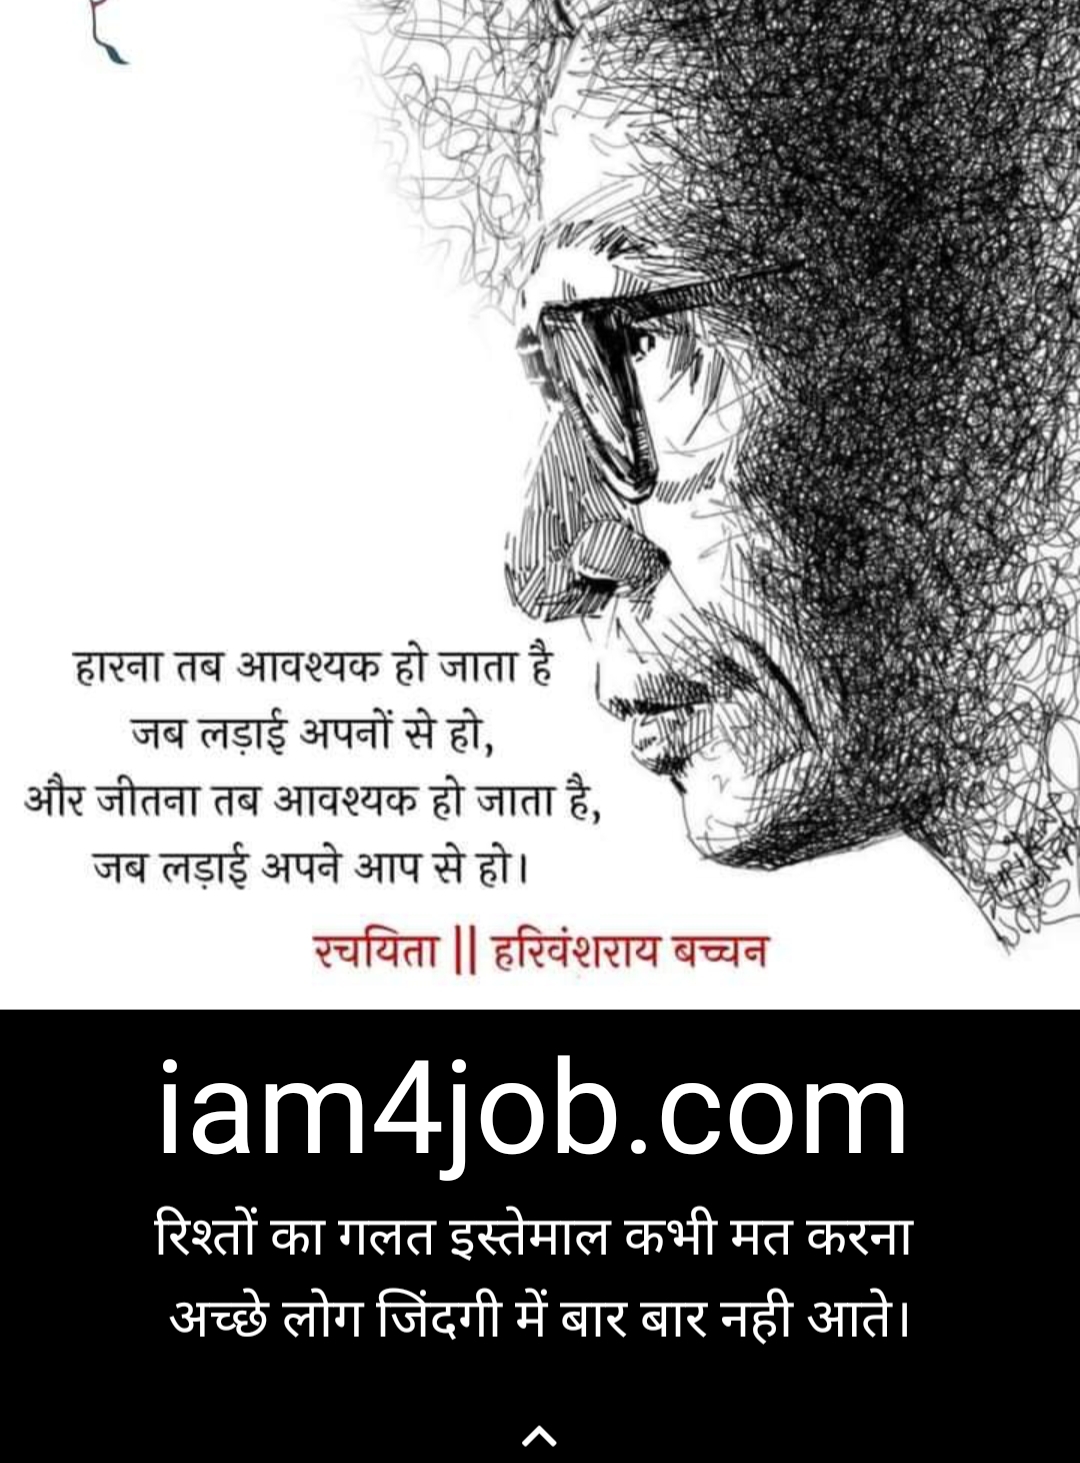 हारना तब आवश्यक हो जाता है
जब लड़ाई अपनों से हो,
और जीतना तब आवश्यक हो जाता है,
जब लड़ाई अपने आप से हो।
रचयिता || हरिवंशराय बच्चन
iam4job.com
रिश्तों का गलत इस्तेमाल कभी मत करना
अच्छे लोग जिंदगी में बार बार नही आते।